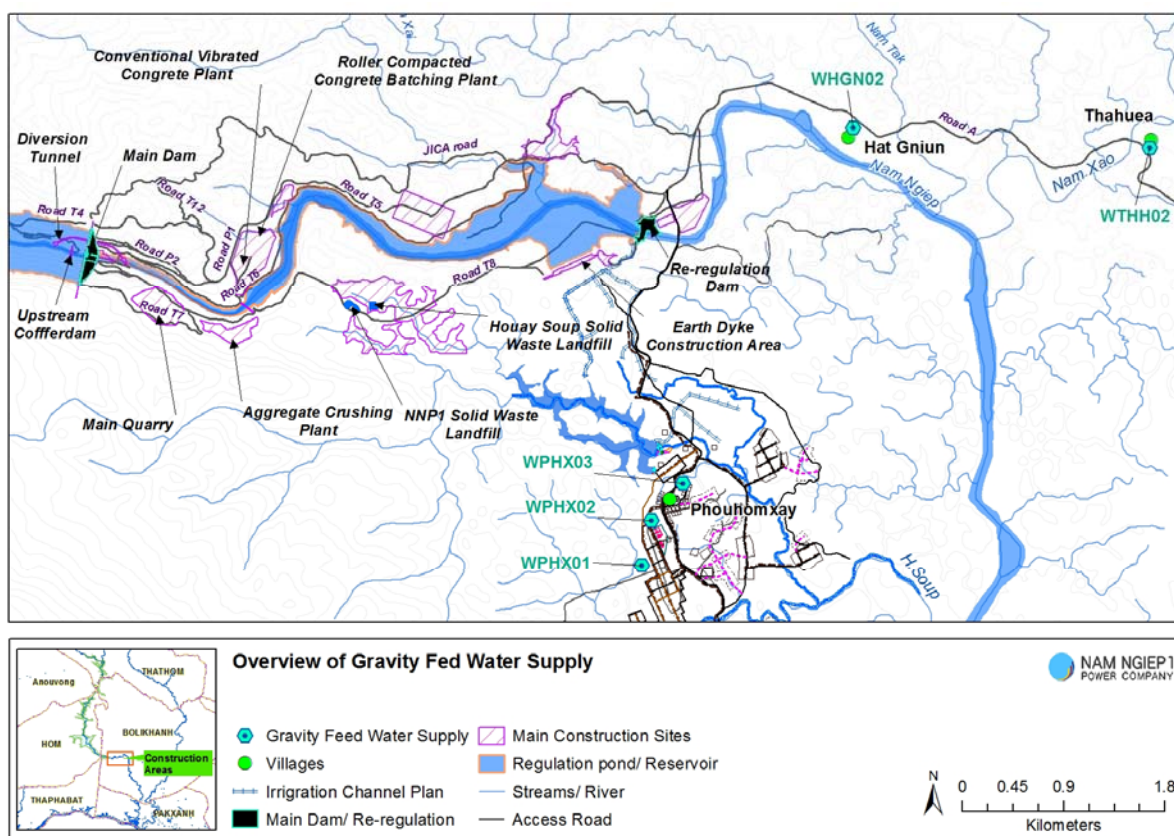 Xai
Conventional Vibrated
Congrete Plant
Roller Compacted
Congrete Batching Plant
Nam Tak
WHGN02
Road A
Thahuea
Diversion
Tunnel
Main Dam
JICA road
Hat Gniun
Nam Ngiep
Nam Xao
WTHH02
Road T4
Road T12
Road P1
Road T5
Road P2
Road T6
Road T8
Road T7
Re-regulation
Dam
Upstream
Coffferdam
Houay Soup Solid
Waste Landfill
Earth Dyke
Construction Area
Main Quarry
Aggregate Crushing
Plant
NNP1 Solid Waste
Landfill
WPHX03
WPHX02
Phouhomxay
WPHX01
H.Soup
Anouvong
THATHOM
BOLIKHANH
HOM
Construction
Areas
THAPHABAT
PAKXANH
Overview of Gravity Fed Water Supply
NAM NGIEP1
POWER COMPANY
Gravity Feed Water Supply
Main Construction Sites
Villages
Regulation pond/ Reservoir
Irrigration Channel Plan
Streams/ River
Main Dam/ Re-regulation
Access Road
N
0 0.45 0.9 1.8
Kilometers